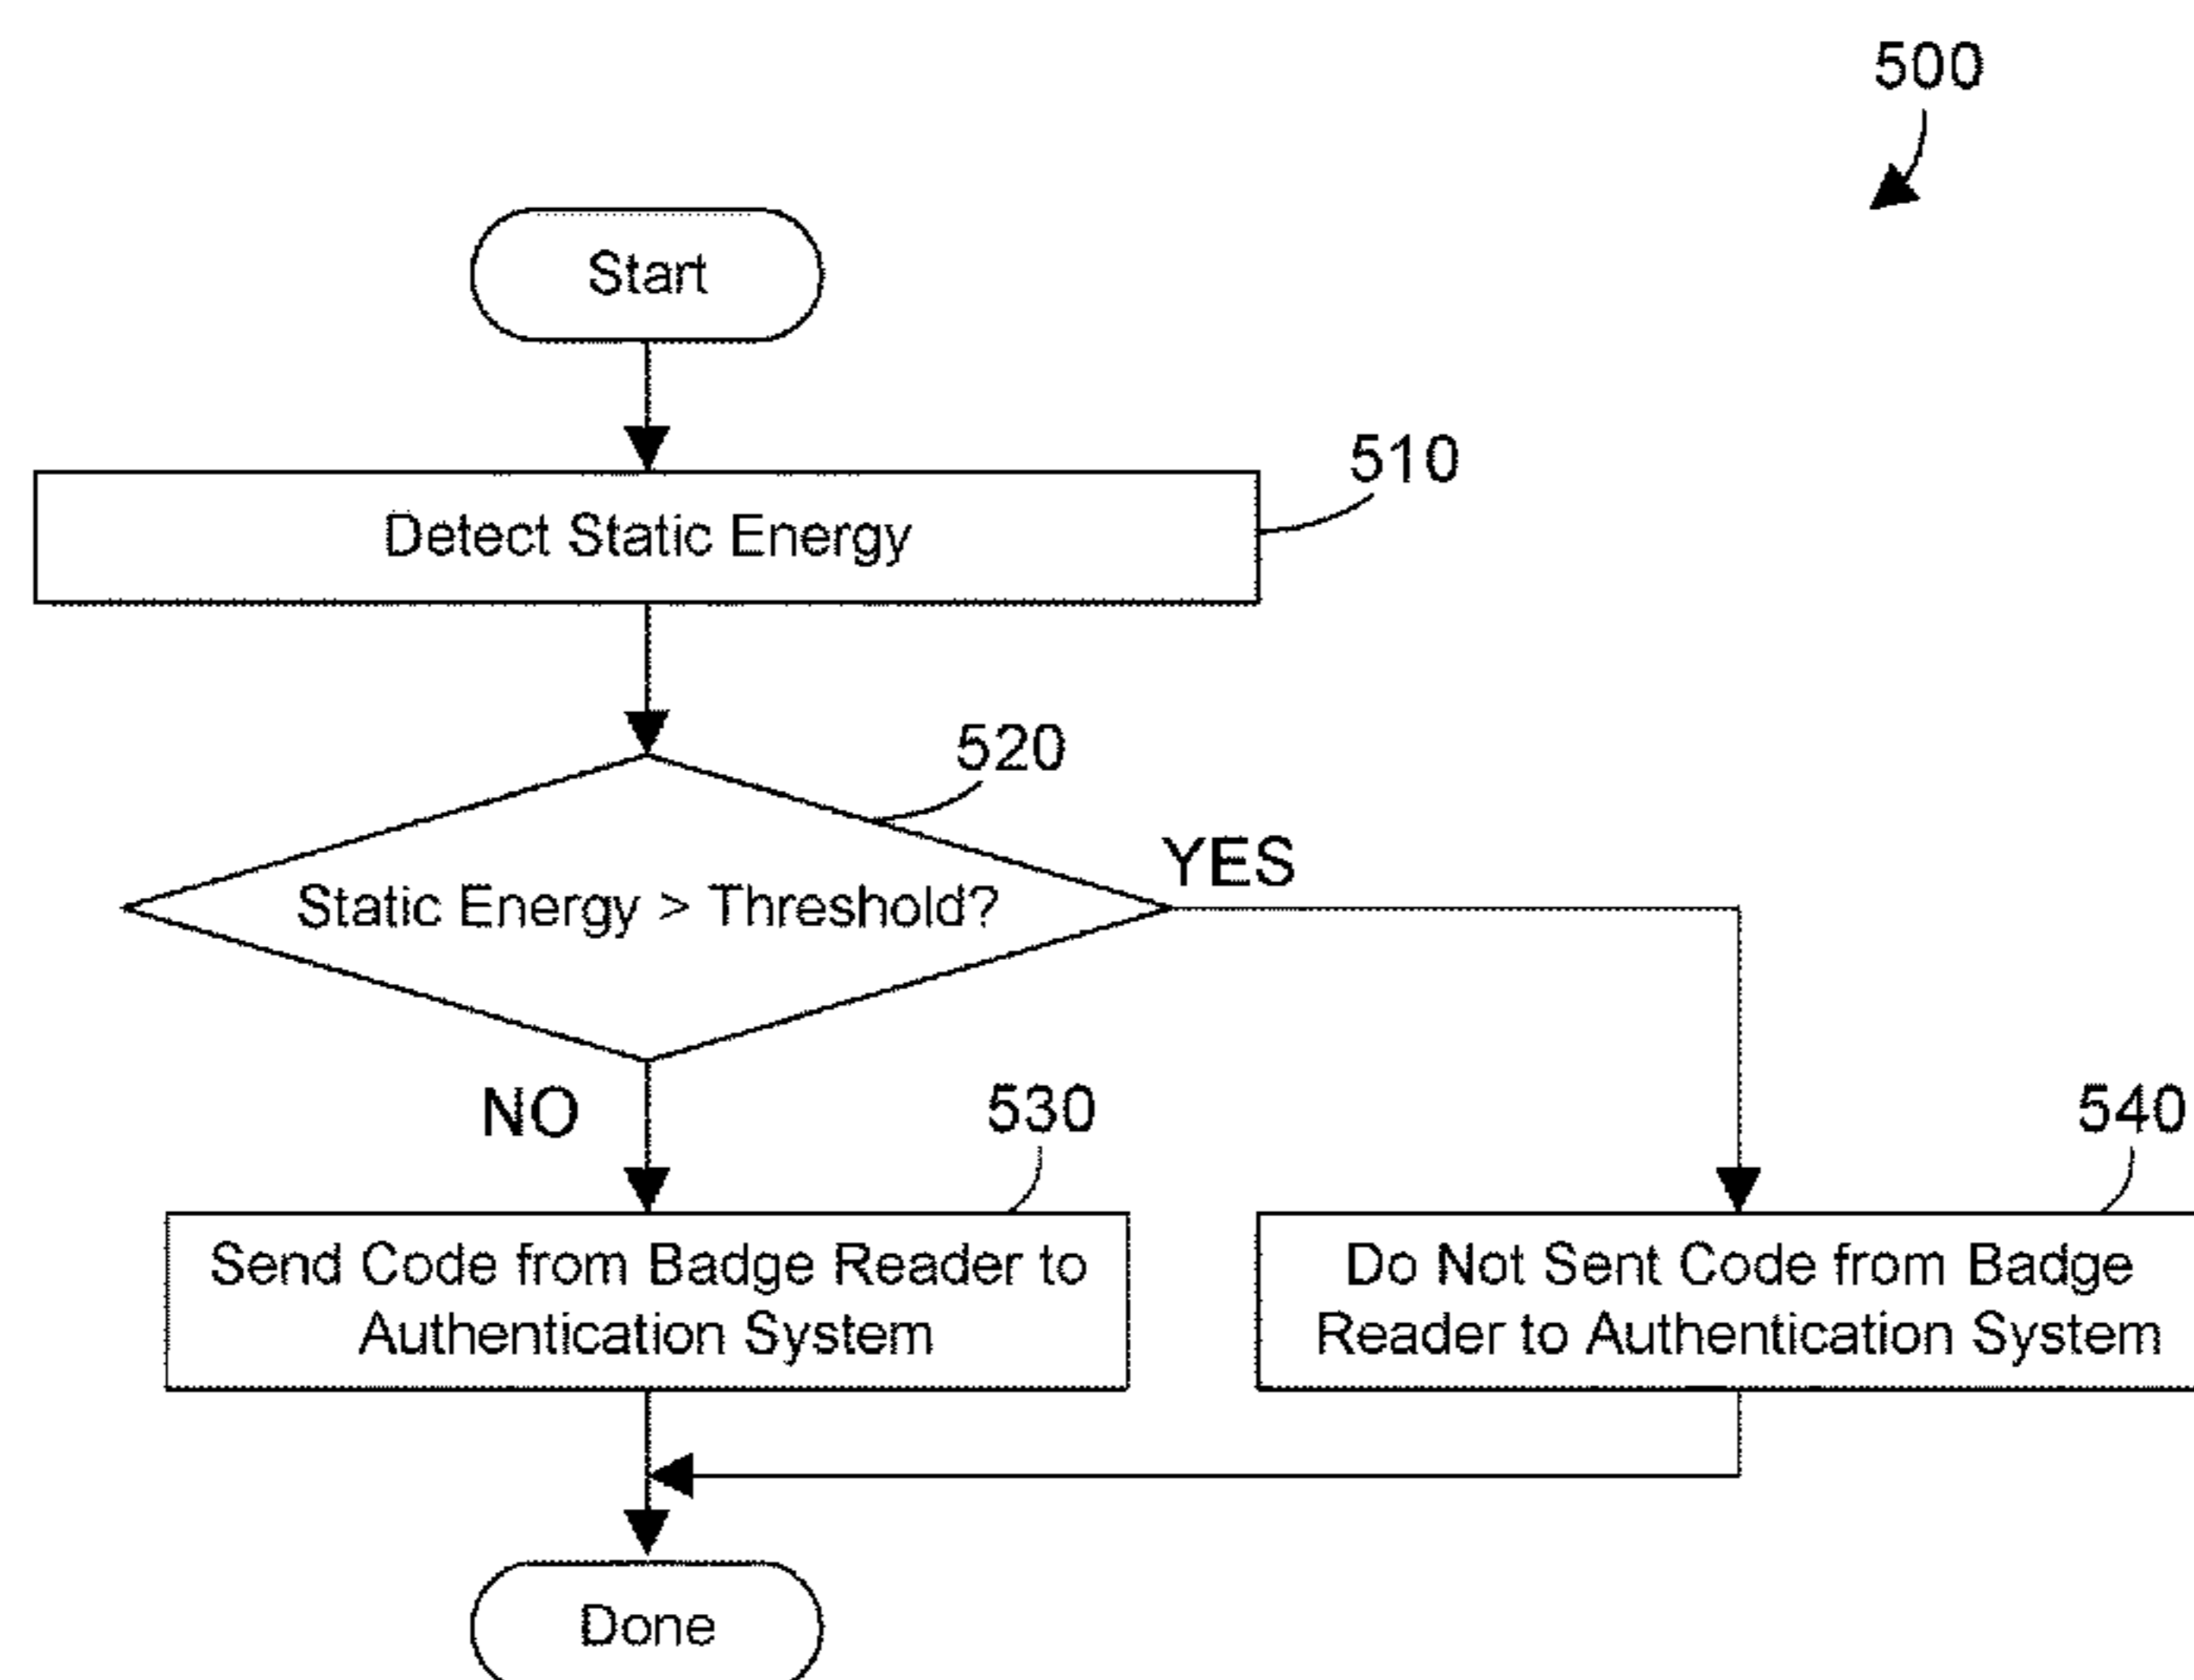 500
Start
510
Detect Static Energy
520
YES
Static Energy > Threshold?
NO
530
540
Send Code from Badge Reader to
Authentication System
Do Not Sent Code from Badge
Reader to Authentication System
Done